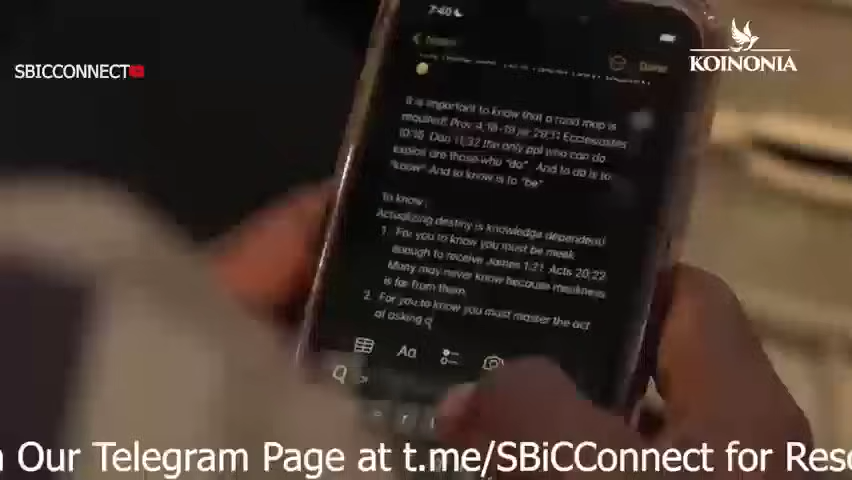 7:40
SBICCONNECT
KOINONIA
Done
It is important to know that a road map is
required! Prov 4:18-19 jer 29:11 Ecclesiastes
10:15 Dan 11:32 the only ppl who can do
exploit are those who "do". And to do is to
"know" And to know is to "be"
To know :
Actualizing destiny is knowledge dependent!
1. For you to know you must be meek
enough to receive James 1:21 Acts 20:22
Many may never know because meekness
is far from them.
2. For you to know you must master the act
of asking q
Aa
Q
r
n Our Telegram Page at t.me/SBiCConnect for Reso